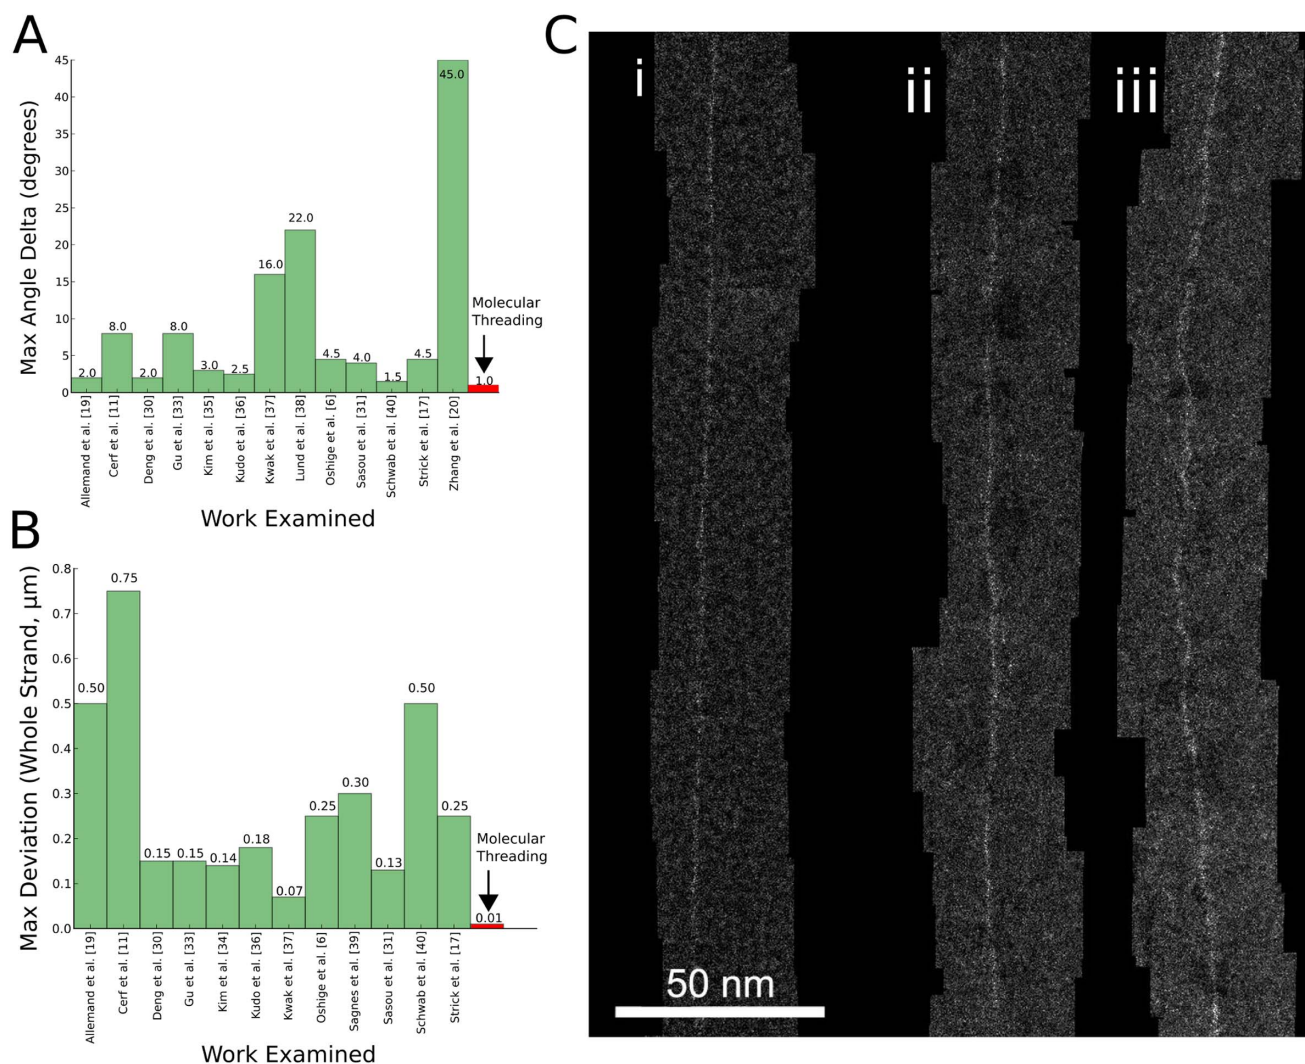 A
Max Angle Delta (degrees)
45
40
35
30
25
20
15
10
5
0
2.0
8.0
2.0
8.0
3.0
2.5
16.0
22.0
4.5
4.0
1.5
4.5
45.0
Molecular
Threading
1.0
Allemand et al. [19]
Cerf et al. [11]
Deng et al. [30]
Gu et al. [33]
Kim et al. [35]
Kudo et al. [36]
Kwak et al. [37]
Lund et al. [38]
Oshige et al. [6]
Sasou et al. [31]
Schwab et al. [40]
Strick et al. [17]
Zhang et al. [20]
Work Examined
B
Max Deviation (Whole Strand, μm)
0.8
0.7
0.6
0.5
0.4
0.3
0.2
0.1
0.0
0.50
0.75
0.15
0.15
0.14
0.18
0.07
0.25
0.30
0.13
0.50
0.25
Molecular
Threading
0.01
Allemand et al. [19]
Cerf et al. [11]
Deng et al. [30]
Gu et al. [33]
Kim et al. [34]
Kudo et al. [36]
Kwak et al. [37]
Oshige et al. [6]
Sagnes et al. [39]
Sasou et al. [31]
Schwab et al. [40]
Strick et al. [17]
Work Examined
C
i
ii
iii
50 nm